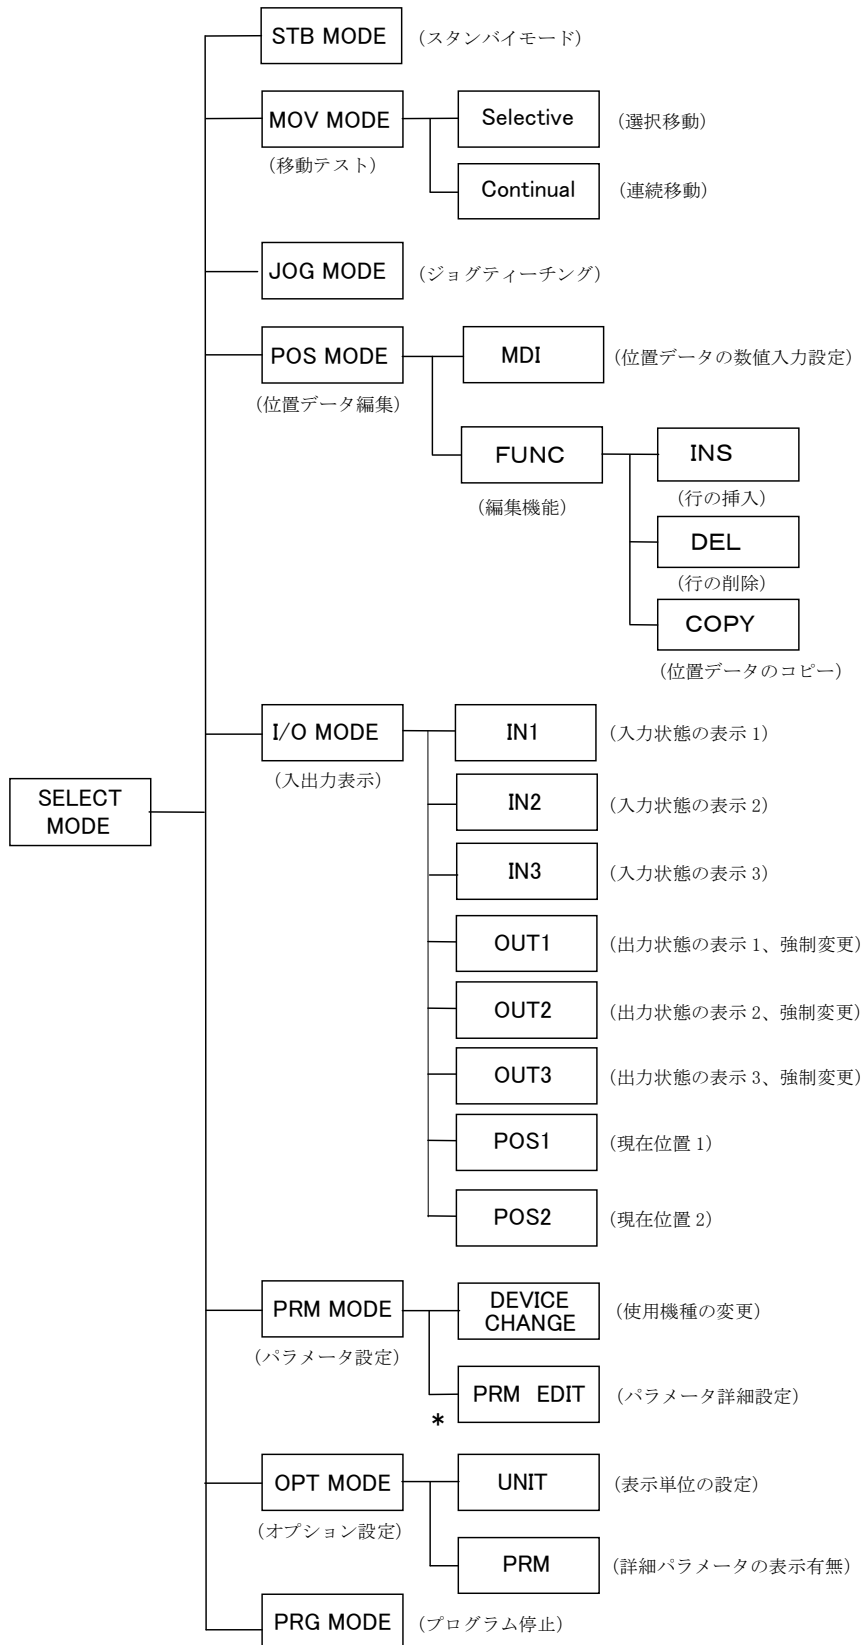 STB MODE
（スタンバイモード）
MOV MODE
（移動テスト）
Selective
（選択移動）
Continual
（連続移動）
JOG MODE
（ジョグティーチング）
POS MODE
（位置データ編集）
MDI
（位置データの数値入力設定）
FUNC
（編集機能）
INS
（行の挿入）
DEL
（行の削除）
COPY
（位置データのコピー）
SELECT
MODE
I/O MODE
（入出力表示）
IN1
（入力状態の表示 1）
IN2
（入力状態の表示 2）
IN3
（入力状態の表示 3）
OUT1
（出力状態の表示 1、強制変更）
OUT2
（出力状態の表示 2、強制変更）
OUT3
（出力状態の表示 3、強制変更）
POS1
（現在位置 1）
POS2
（現在位置 2）
PRM MODE
（パラメータ設定）
DEVICE
CHANGE
（使用機種の変更）
*
PRM EDIT
（パラメータ詳細設定）
OPT MODE
（オプション設定）
UNIT
（表示単位の設定）
PRM
（詳細パラメータの表示有無）
PRG MODE
（プログラム停止）